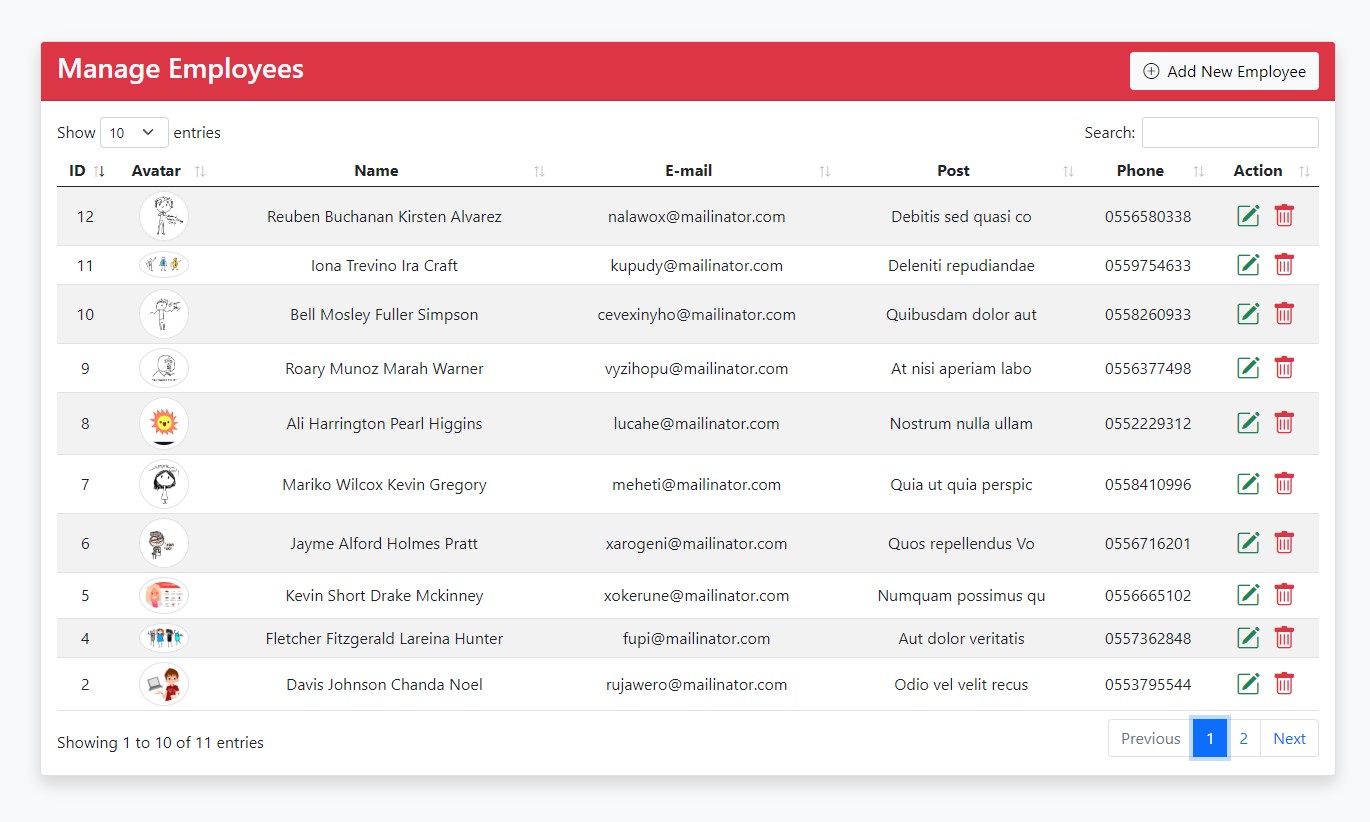 Manage Employees
Add New Employee
Show 10 entries
Search:
ID Avatar Name E-mail Post Phone Action
12 Reuben Buchanan Kirsten Alvarez nalawox@mailinator.com Debitis sed quasi co 0556580338
11 Iona Trevino Ira Craft kupudy@mailinator.com Deleniti repudiandae 0559754633
10 Bell Mosley Fuller Simpson cevexinyho@mailinator.com Quibusdam dolor aut 0558260933
9 Roary Munoz Marah Warner vyzihopu@mailinator.com At nisi aperiam labo 0556377498
8 Ali Harrington Pearl Higgins lucahe@mailinator.com Nostrum nulla ullam 0552229312
7 Mariko Wilcox Kevin Gregory meheti@mailinator.com Quia ut quia perspic 0558410996
6 Jayme Alford Holmes Pratt xarogeni@mailinator.com Quos repellendus Vo 0556716201
5 Kevin Short Drake Mckinney xokerune@mailinator.com Numquam possimus qu 0556665102
4 Fletcher Fitzgerald Lareina Hunter fupi@mailinator.com Aut dolor veritatis 0557362848
2 Davis Johnson Chanda Noel rujawero@mailinator.com Odio vel velit recus 0553795544
Showing 1 to 10 of 11 entries
Previous 1 2 Next